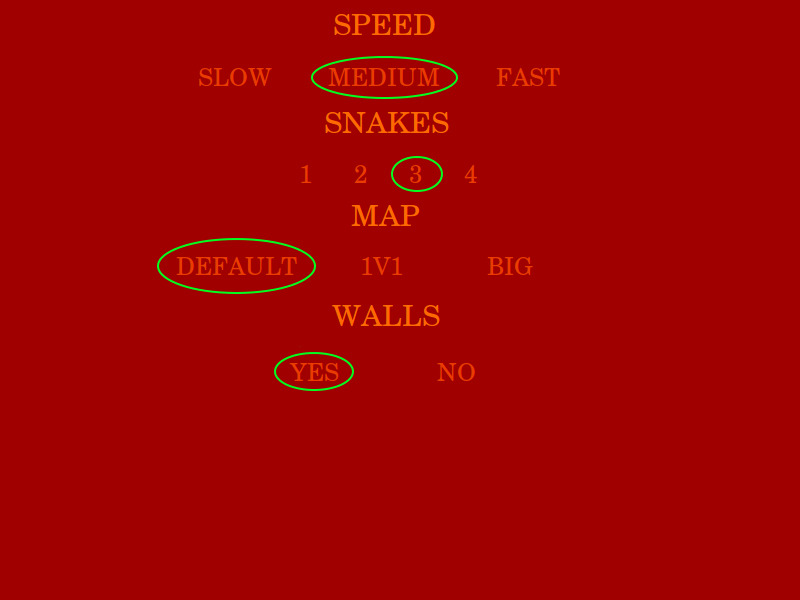 SPEED
SLOW MEDIUM FAST
SNAKES
1 2 3 4
MAP
DEFAULT 1V1 BIG
WALLS
YES NO